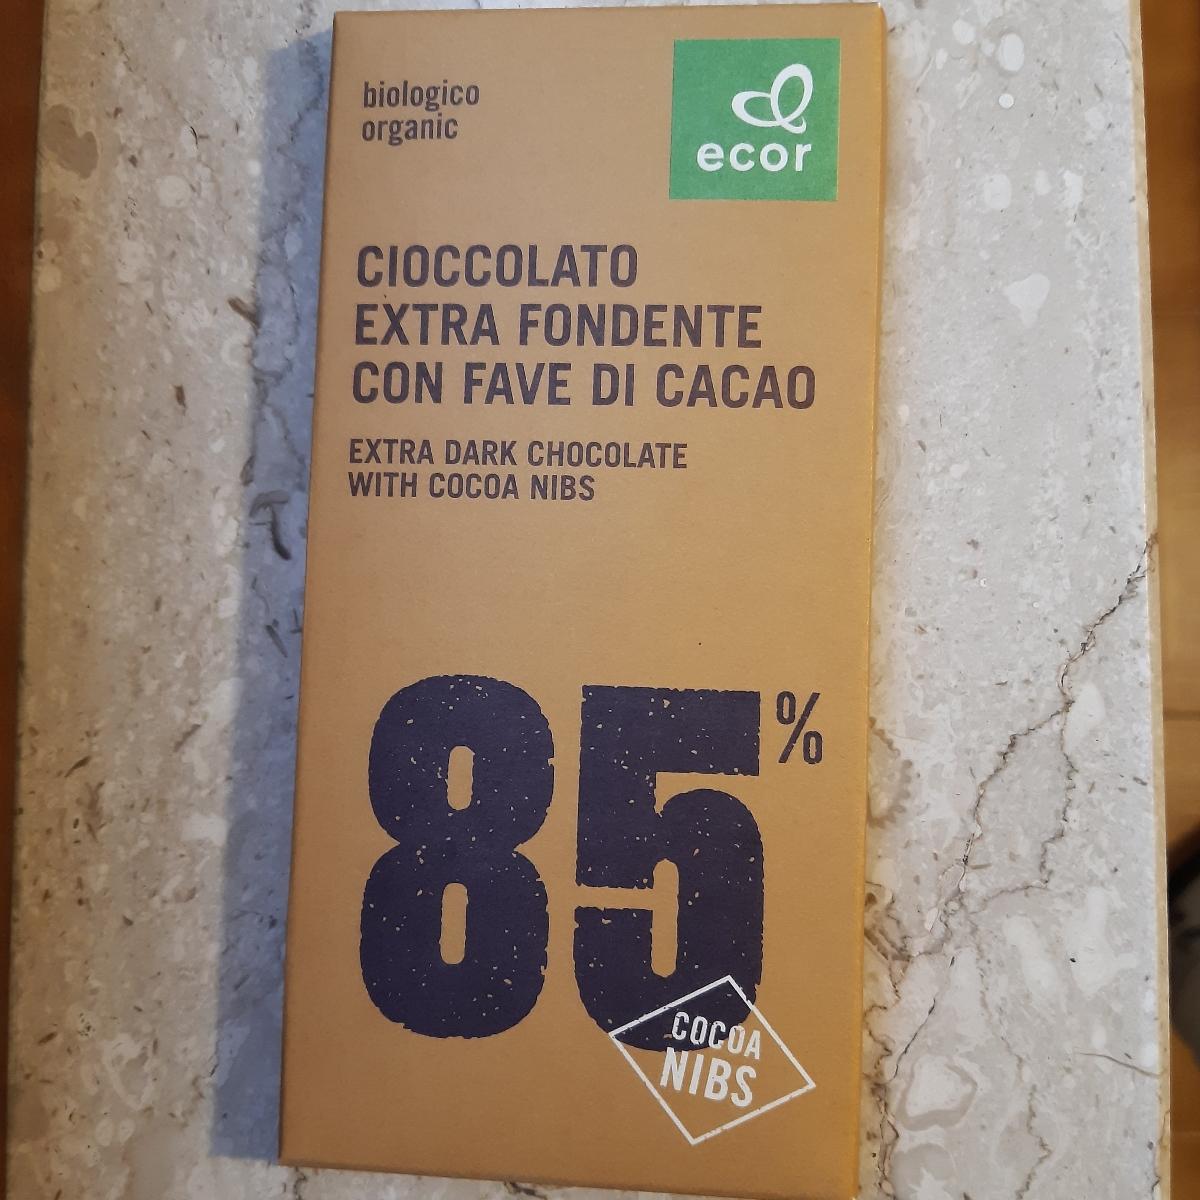 biologico
organic
ecor
CIOCCOLATO
EXTRA FONDENTE
CON FAVE DI CACAO
EXTRA DARK CHOCOLATE
WITH COCOA NIBS
85%
COCOA
NIBS